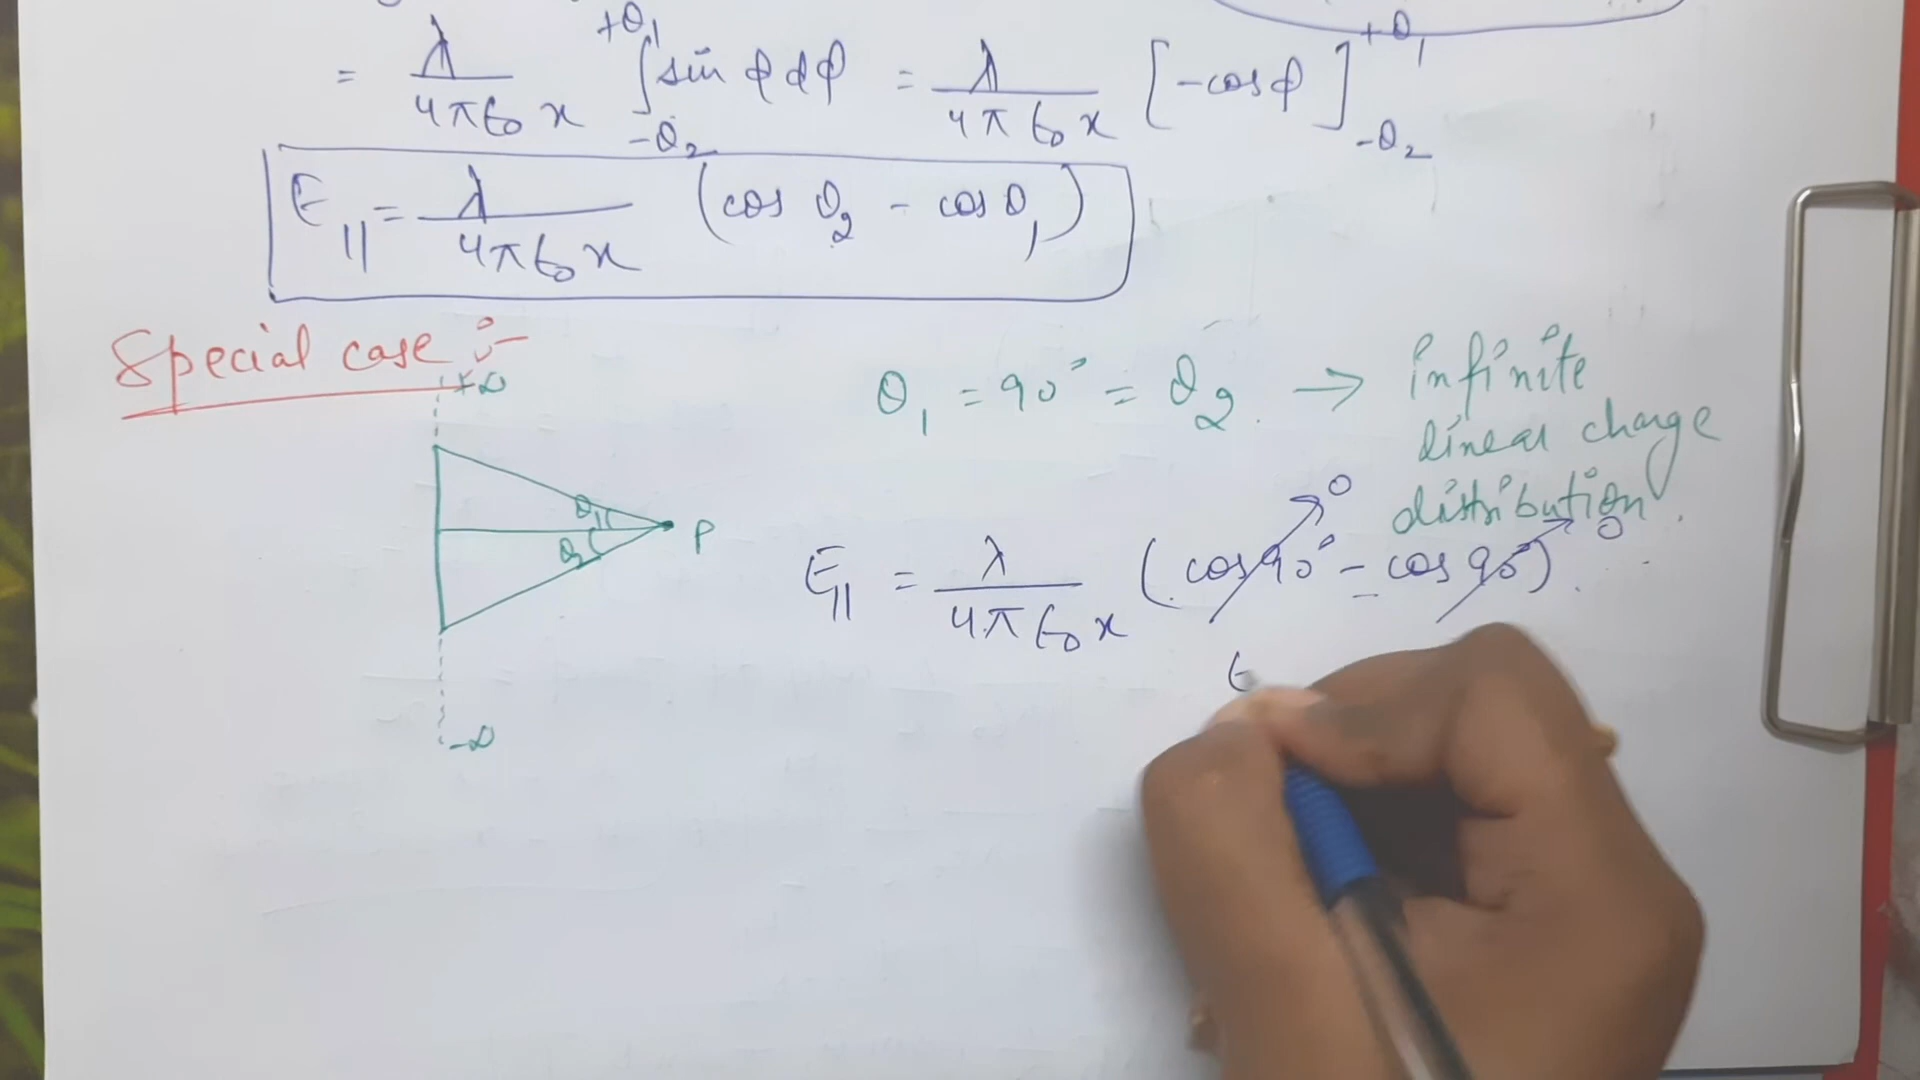 = λ/4πε₀x ∫₋θ₂⁺θ₁ sin φ dφ = λ/4πε₀x [-cos φ]₋θ₂⁺θ₁
E|| = λ/4πε₀x (cos θ₂ - cos θ₁)
Special case :-
θ₁ = 90° = θ₂ → infinite
linear charge
distribution.
+∞
θ₁
θ₂
P
-∞
E|| = λ/4πε₀x (cos 90° - cos 90°).
0
0